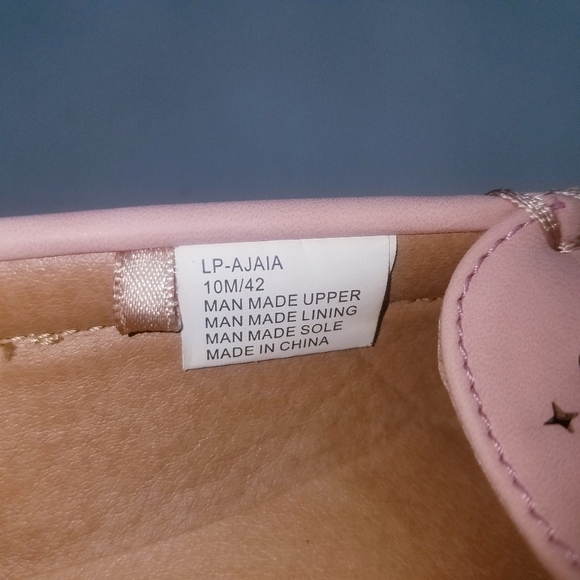 LP-AJAIA
10M/42
MAN MADE UPPER
MAN MADE LINING
MAN MADE SOLE
MADE IN CHINA